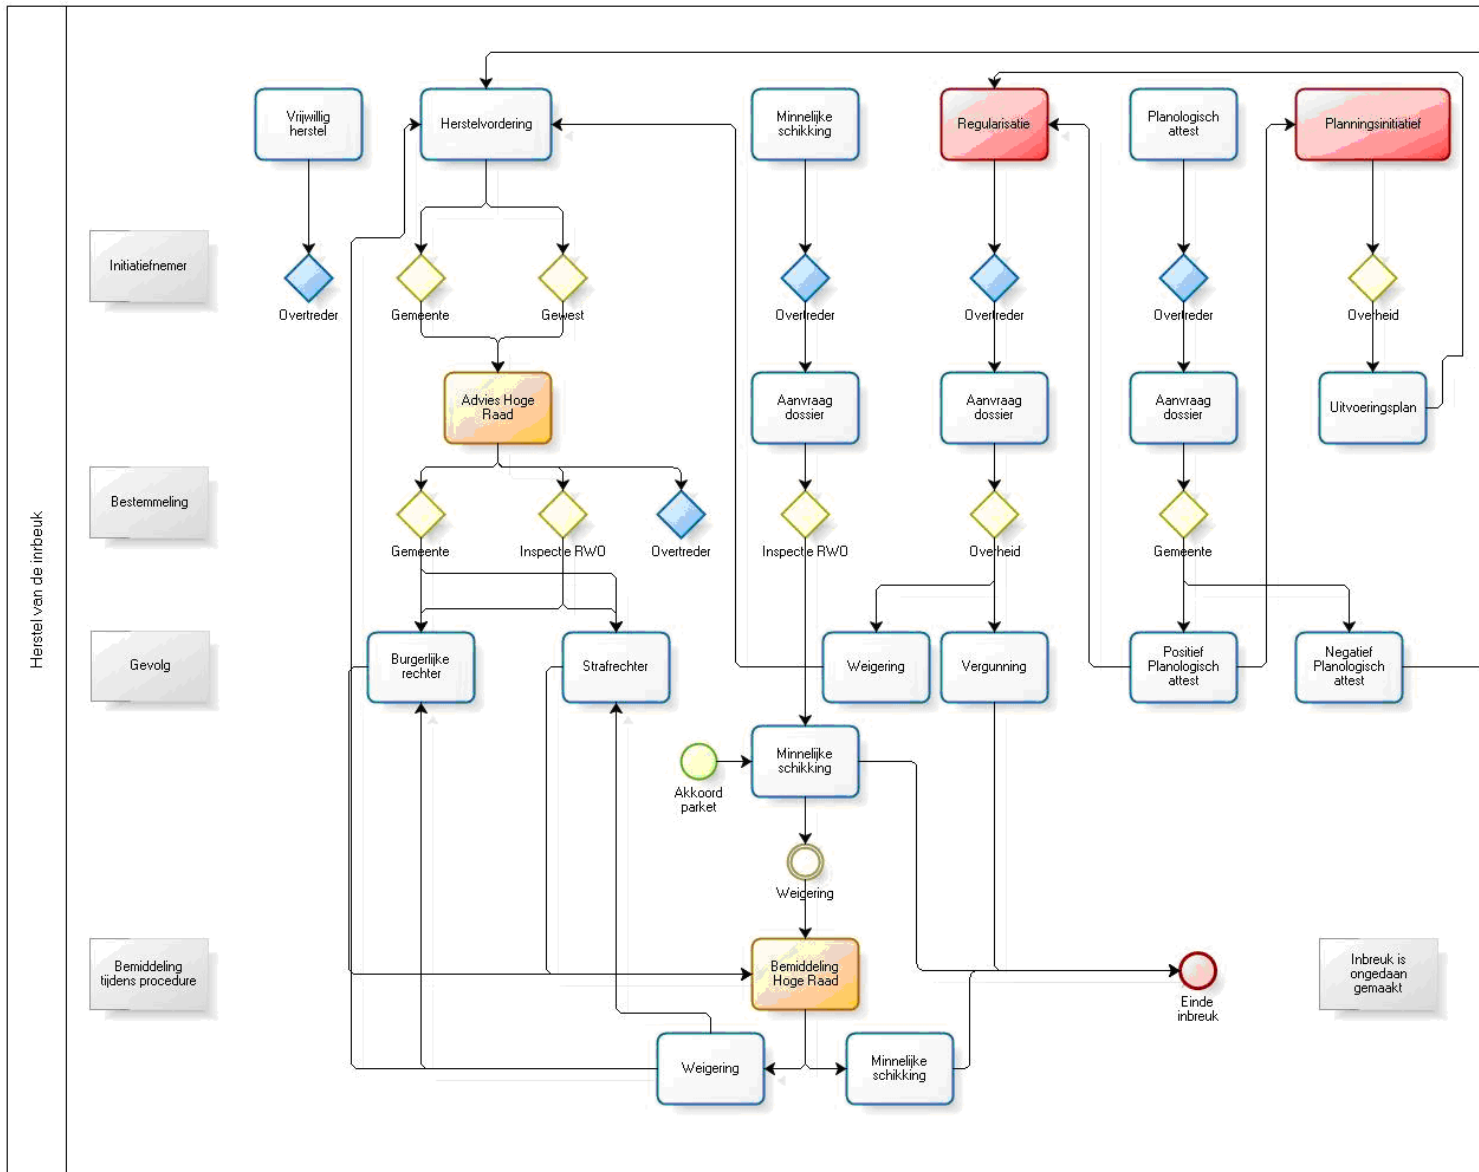 Herstel van de inrbeuk
Vrijwillig
herstel
Herstelvordering
Minnelijke
schikking
Regularisatie
Planologisch
attest
Planningsinitiatief
Initiatiefnemer
Overtreder
Gemeente
Gewest
Overtreder
Overtreder
Overtreder
Overheid
Advies Hoge
Raad
Aanvraag
dossier
Aanvraag
dossier
Aanvraag
dossier
Uitvoeringsplan
Bestemmeling
Gemeente
Inspectie RWO
Overtreder
Inspectie RWO
Overheid
Gemeente
Gevolg
Burgerlijke
rechter
Strafrechter
Weigering
Vergunning
Positief
Planologisch
attest
Negatief
Planologisch
attest
Akkoord
parket
Minnelijke
schikking
Weigering
Bemiddeling
tijdens procedure
Bemiddeling
Hoge Raad
Einde
inbreuk
Inbreuk is
ongedaan
gemaakt
Weigering
Minnelijke
schikking